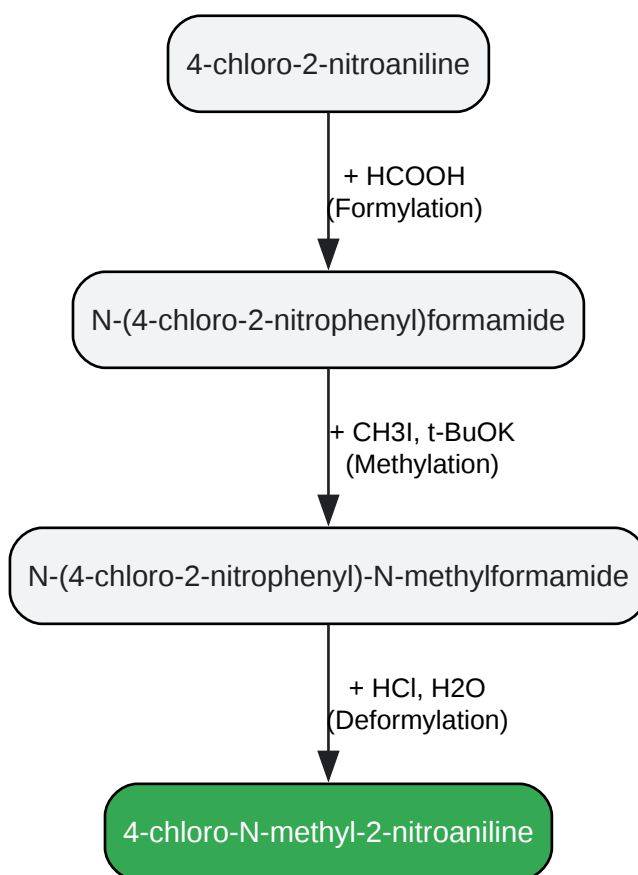 4-chloro-2-nitroaniline
+ HCOOH
(Formylation)
N-(4-chloro-2-nitrophenyl)formamide
+ CH3I, t-BuOK
(Methylation)
N-(4-chloro-2-nitrophenyl)-N-methylformamide
+ HCl, H2O
(Deformylation)
4-chloro-N-methyl-2-nitroaniline